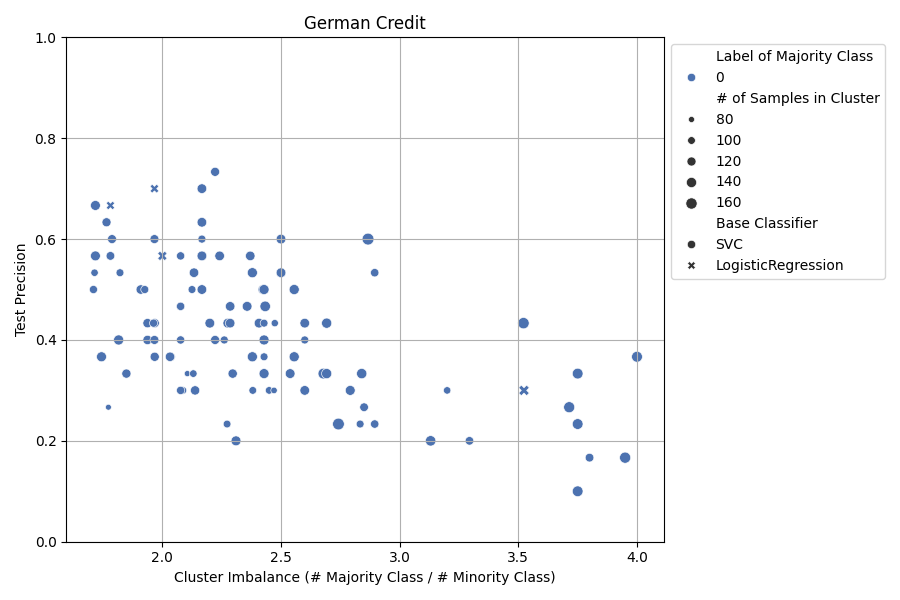 German Credit
Test Precision
1.0
0.8
0.6
0.4
0.2
0.0
2.0 2.5 3.0 3.5 4.0
Cluster Imbalance (# Majority Class / # Minority Class)
Label of Majority Class
0
# of Samples in Cluster
80
100
120
140
160
Base Classifier
SVC
LogisticRegression